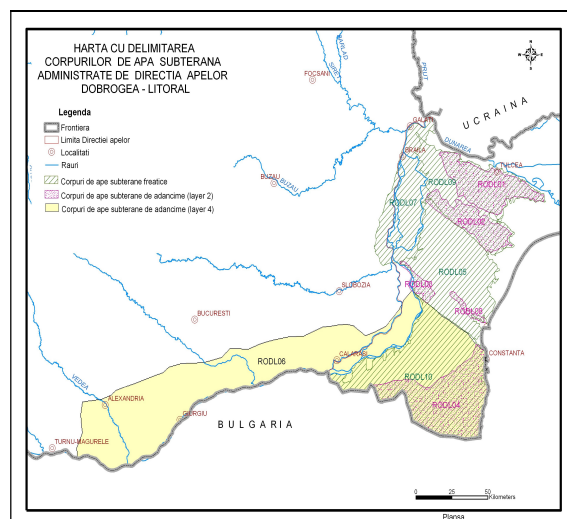 HARTA CU DELIMITAREA
CORPURILOR DE APA SUBTERANA
ADMINISTRATE DE DIRECTIA APELOR
DOBROGEA - LITORAL
Legenda
Frontiera
Limita Directiei apelor
Localitati
Rauri
Corpuri de ape subterane freatice
Corpuri de ape subterane de adancime (layer 2)
Corpuri de ape subterane de adancime (layer 4)
FOCSANI
SIRET
BARLAD
PRUT
UCRAINA
GALATI
DUNAREA
BRAILA
TULCEA
BUZAU
BUZAU
RODL09
RODL01
RODL07
RODL02
RODL05
RODL03
RODL08
SLOBOZIA
BUCURESTI
CONSTANTA
CALARASI
RODL06
RODL10
VEDEA
ALEXANDRIA
RODL04
GIURGIU
BULGARIA
TURNU-MAGURELE
0 25 50
Kilometers
Plansa